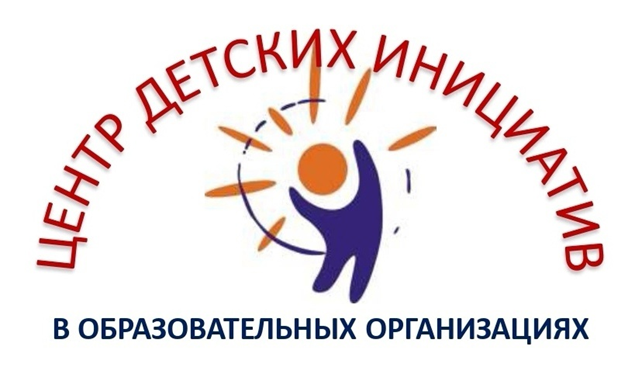 ЦЕНТР ДЕТСКИХ ИНИЦИАТИВ
В ОБРАЗОВАТЕЛЬНЫХ ОРГАНИЗАЦИЯХ